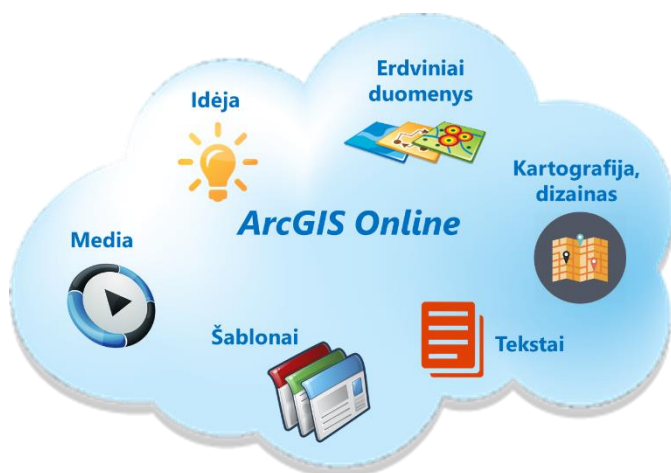 Erdviniai
duomenys
Idėja
Kartografija,
dizainas
ArcGIS Online
Media
Šablonai
Tekstai